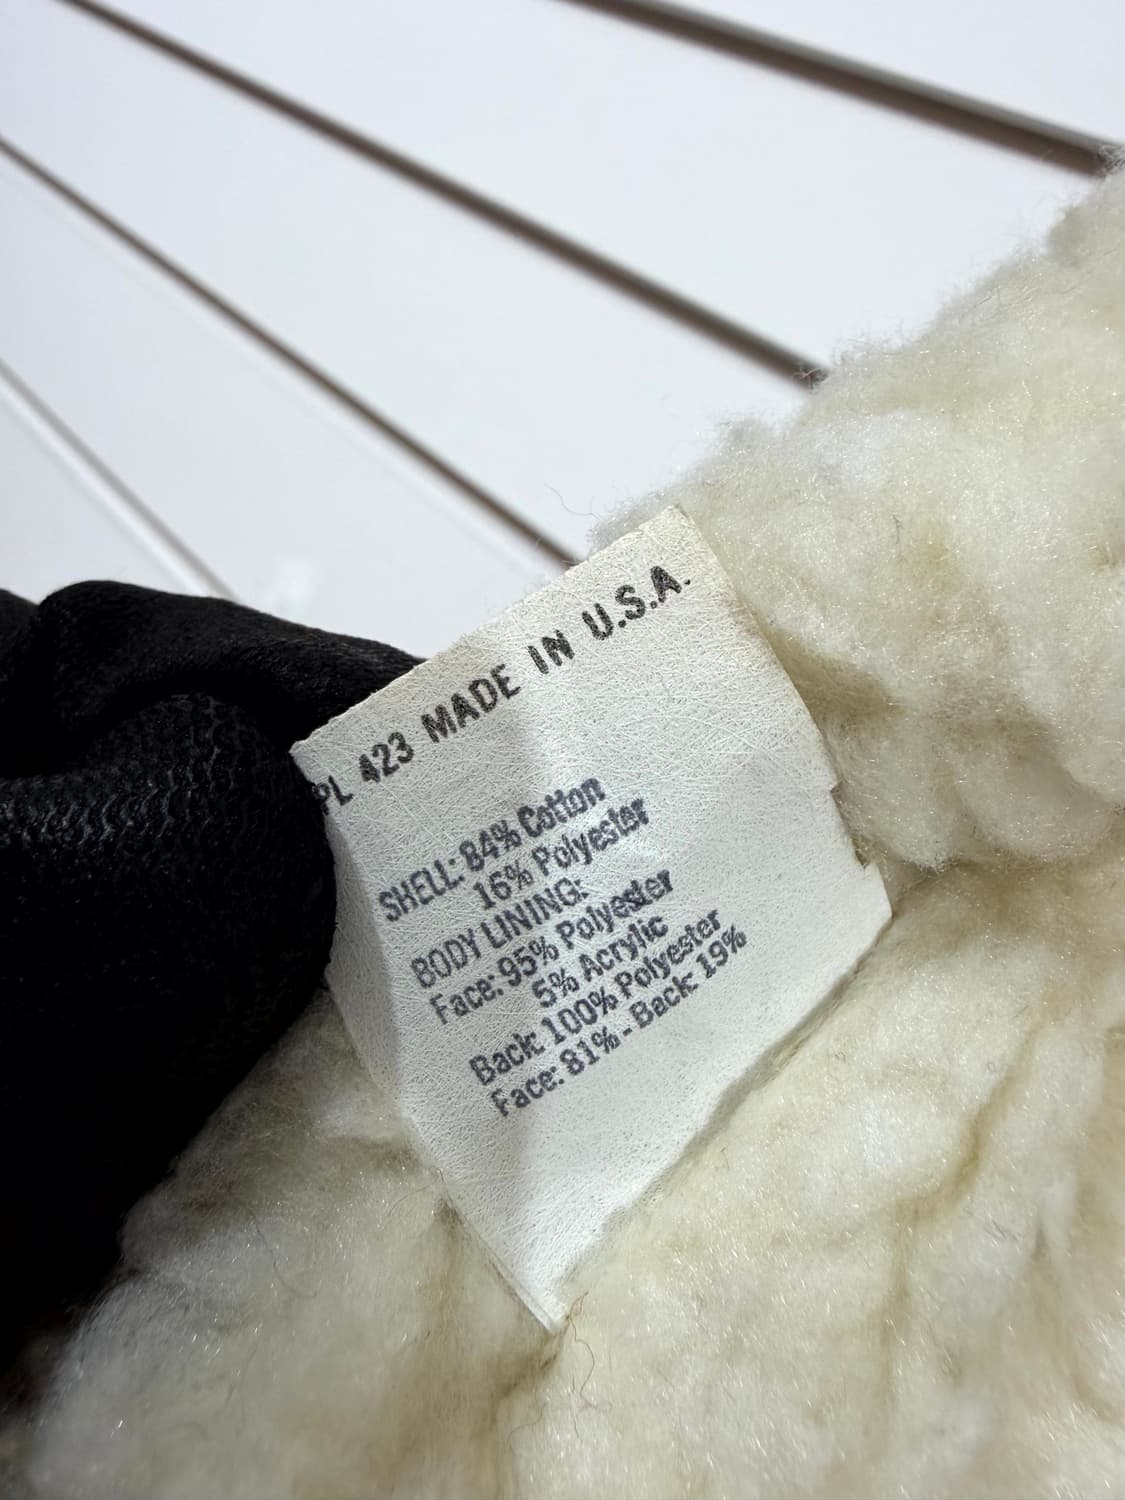 PL 423 MADE IN U.S.A.
SHELL: 84% Cotton
16% Polyester
BODY LINING:
Face: 95% Polyester
5% Acrylic
Back: 100% Polyester
Face: 81% - Back: 19%